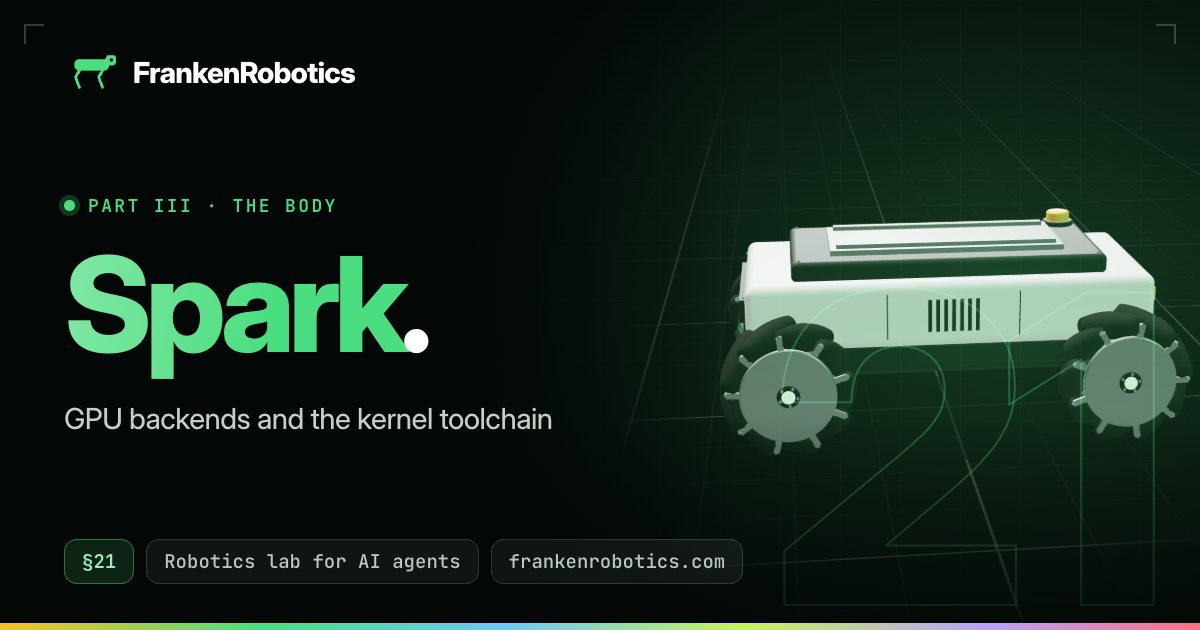 FrankenRobotics
PART III · THE BODY
Spark.
GPU backends and the kernel toolchain
§21
Robotics lab for AI agents
frankenrobotics.com
21